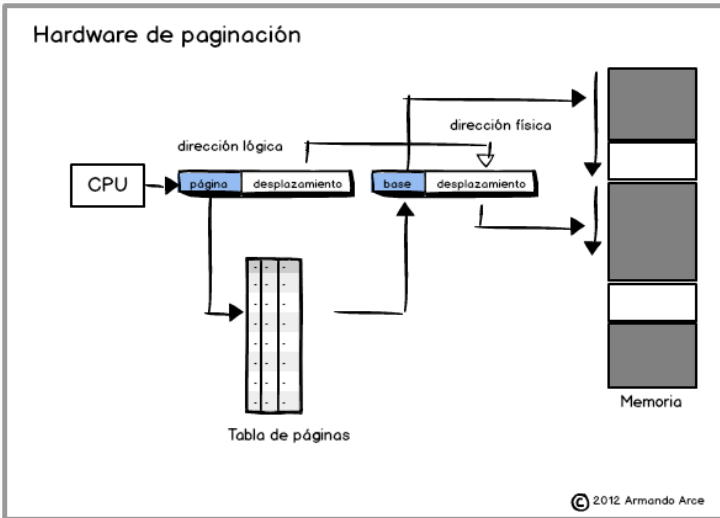 Hardware de paginación
dirección lógica
dirección física
CPU
página
desplazamiento
base
desplazamiento
Tabla de páginas
Memoria
© 2012 Armando Arce